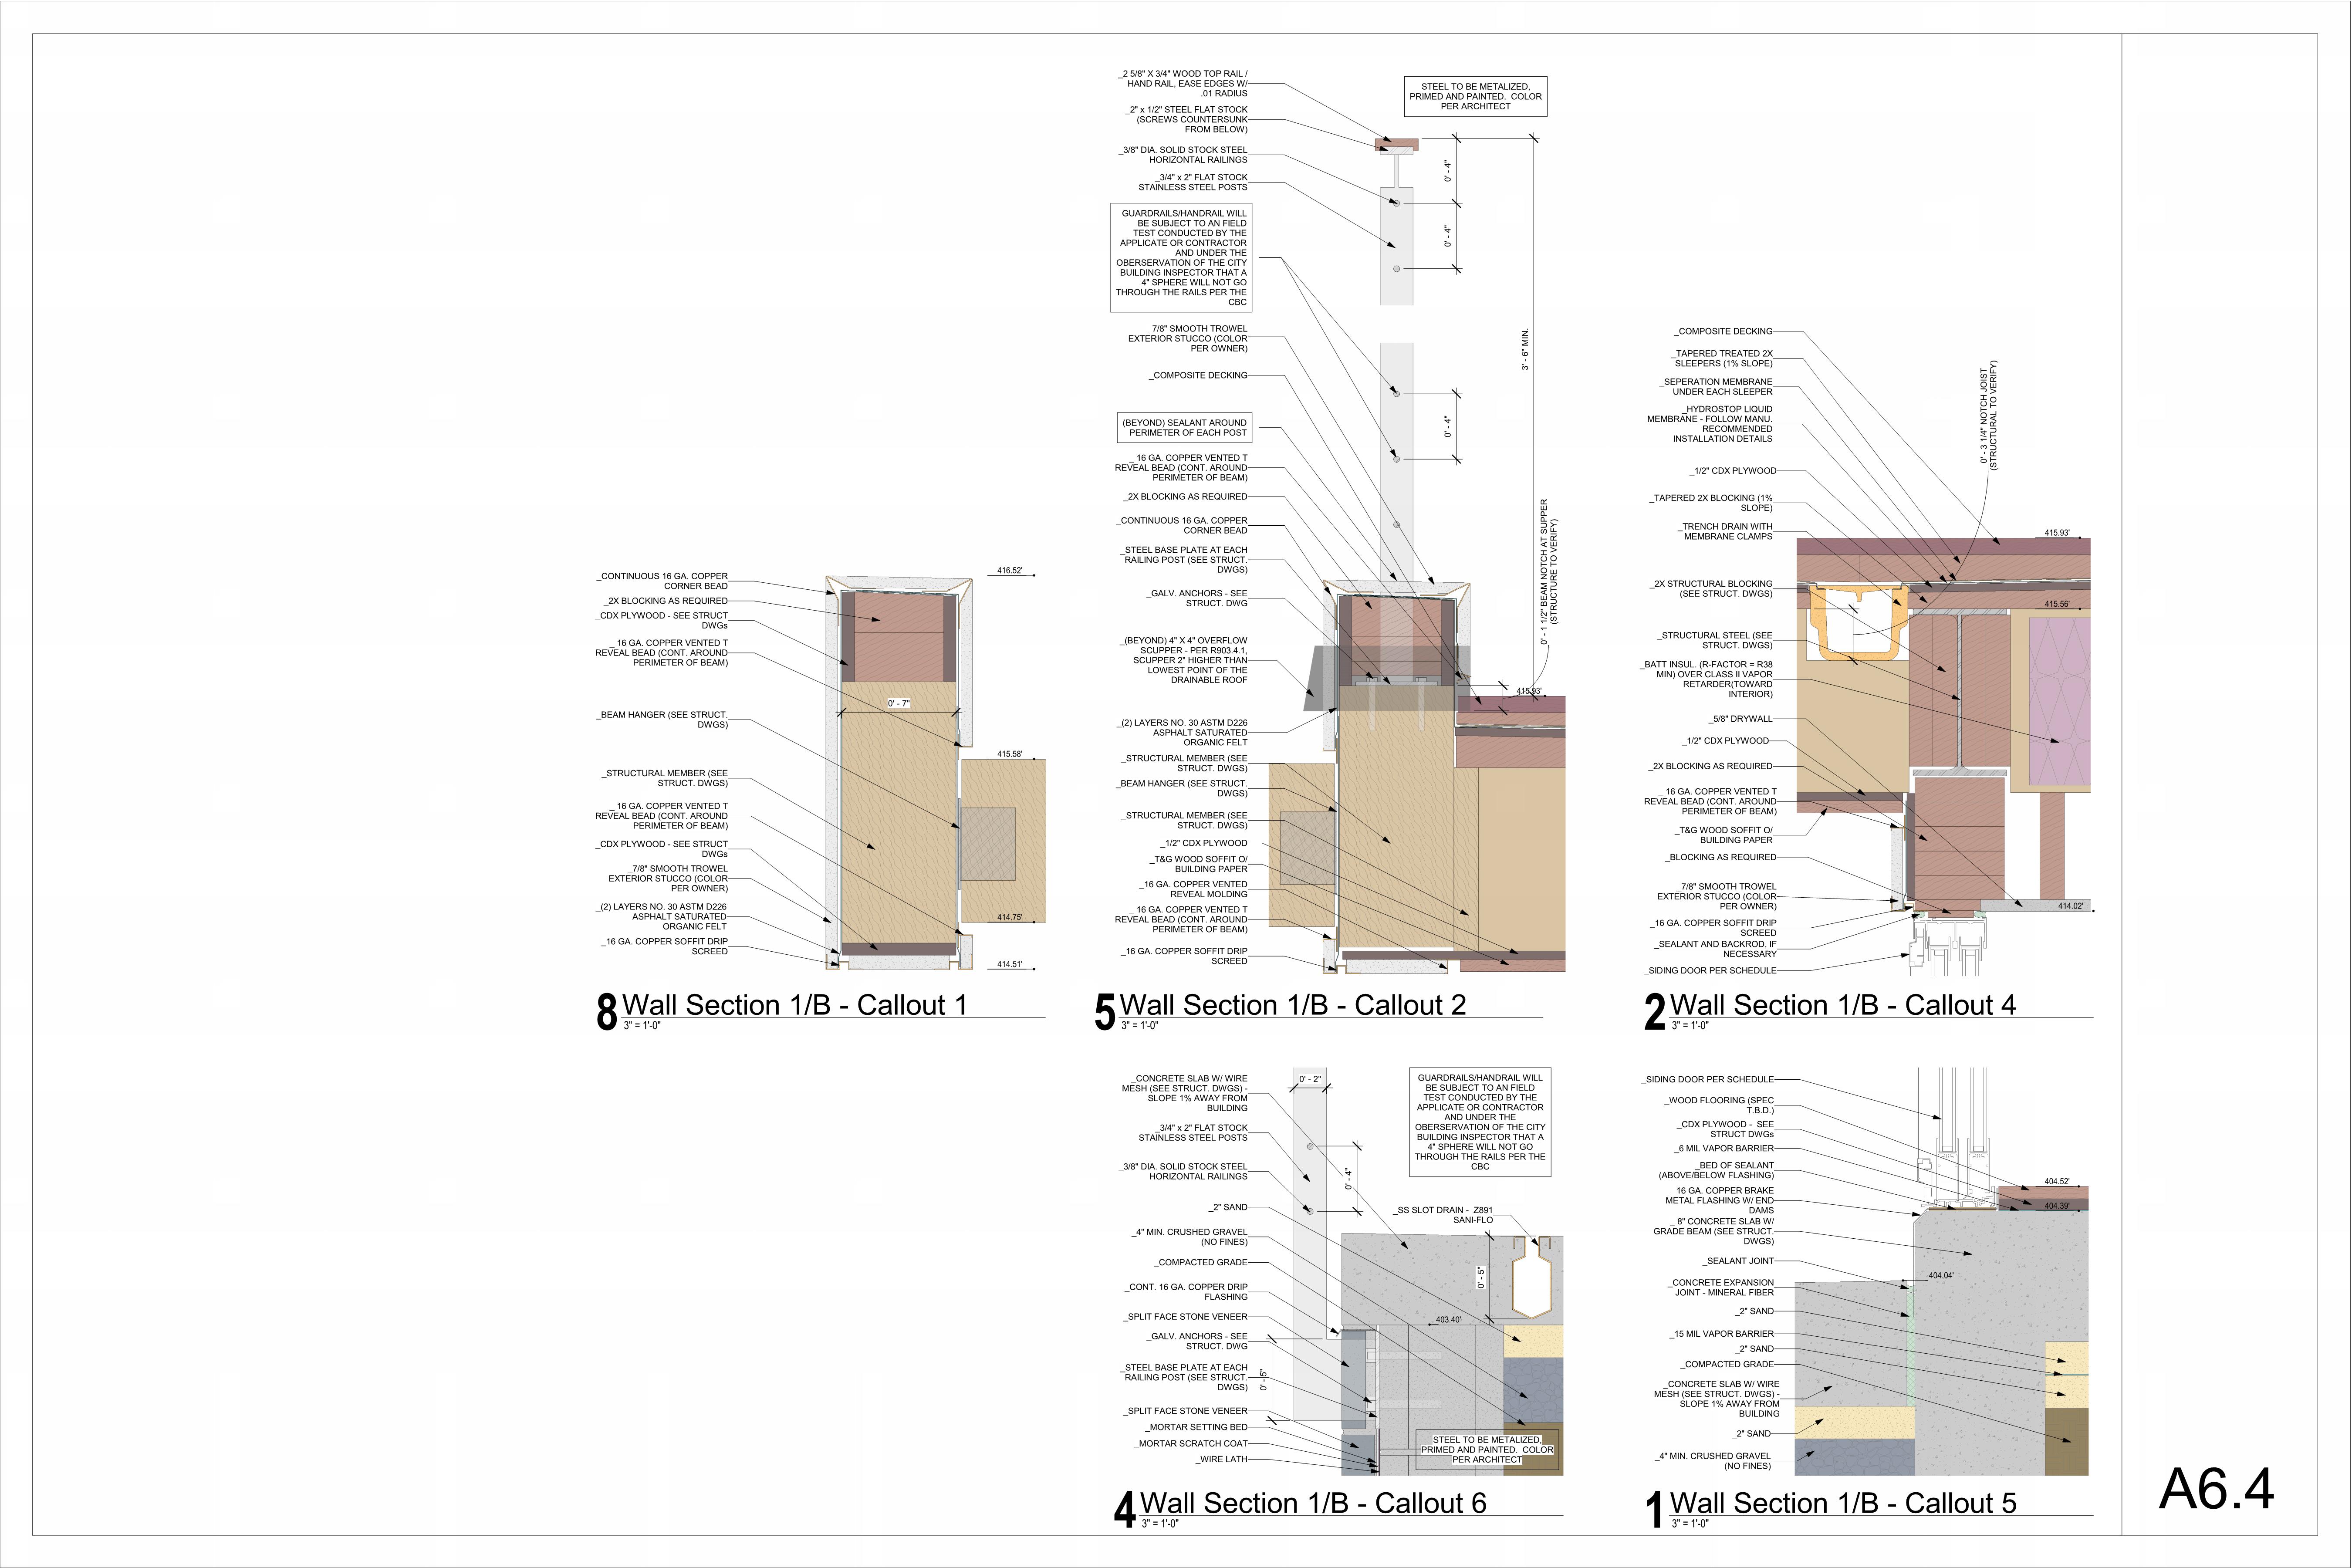 _CONTINUOUS 16 GA. COPPER
CORNER BEAD
_2X BLOCKING AS REQUIRED
_CDX PLYWOOD - SEE STRUCT
DWGs
_ 16 GA. COPPER VENTED T
REVEAL BEAD (CONT. AROUND
PERIMETER OF BEAM)
_BEAM HANGER (SEE STRUCT.
DWGS)
_STRUCTURAL MEMBER (SEE
STRUCT. DWGS)
_ 16 GA. COPPER VENTED T
REVEAL BEAD (CONT. AROUND
PERIMETER OF BEAM)
_CDX PLYWOOD - SEE STRUCT
DWGs
_7/8" SMOOTH TROWEL
EXTERIOR STUCCO (COLOR
PER OWNER)
_(2) LAYERS NO. 30 ASTM D226
ASPHALT SATURATED
ORGANIC FELT
_16 GA. COPPER SOFFIT DRIP
SCREED
0' - 7"
416.52'
415.58'
414.75'
414.51'
8 Wall Section 1/B - Callout 1
3" = 1'-0"
_2 5/8" X 3/4" WOOD TOP RAIL /
HAND RAIL, EASE EDGES W/
.01 RADIUS
_2" x 1/2" STEEL FLAT STOCK
(SCREWS COUNTERSUNK
FROM BELOW)
_3/8" DIA. SOLID STOCK STEEL
HORIZONTAL RAILINGS
_3/4" x 2" FLAT STOCK
STAINLESS STEEL POSTS
GUARDRAILS/HANDRAIL WILL
BE SUBJECT TO AN FIELD
TEST CONDUCTED BY THE
APPLICATE OR CONTRACTOR
AND UNDER THE
OBERSERVATION OF THE CITY
BUILDING INSPECTOR THAT A
4" SPHERE WILL NOT GO
THROUGH THE RAILS PER THE
CBC
_7/8" SMOOTH TROWEL
EXTERIOR STUCCO (COLOR
PER OWNER)
_COMPOSITE DECKING
(BEYOND) SEALANT AROUND
PERIMETER OF EACH POST
_ 16 GA. COPPER VENTED T
REVEAL BEAD (CONT. AROUND
PERIMETER OF BEAM)
_2X BLOCKING AS REQUIRED
_CONTINUOUS 16 GA. COPPER
CORNER BEAD
_STEEL BASE PLATE AT EACH
RAILING POST (SEE STRUCT.
DWGS)
_GALV. ANCHORS - SEE
STRUCT. DWG
_(BEYOND) 4" X 4" OVERFLOW
SCUPPER - PER R903.4.1,
SCUPPER 2" HIGHER THAN
LOWEST POINT OF THE
DRAINABLE ROOF
_(2) LAYERS NO. 30 ASTM D226
ASPHALT SATURATED
ORGANIC FELT
_STRUCTURAL MEMBER (SEE
STRUCT. DWGS)
_BEAM HANGER (SEE STRUCT.
DWGS)
_STRUCTURAL MEMBER (SEE
STRUCT. DWGS)
_1/2" CDX PLYWOOD
_T&G WOOD SOFFIT O/
BUILDING PAPER
_16 GA. COPPER VENTED
REVEAL MOLDING
_ 16 GA. COPPER VENTED T
REVEAL BEAD (CONT. AROUND
PERIMETER OF BEAM)
_16 GA. COPPER SOFFIT DRIP
SCREED
STEEL TO BE METALIZED,
PRIMED AND PAINTED. COLOR
PER ARCHITECT
0' - 4"
0' - 4"
0' - 4"
3' - 6" MIN.
0' - 1 1/2" BEAM NOTCH AT SUPPER
(STRUCTURE TO VERIFY)
415.93'
5 Wall Section 1/B - Callout 2
3" = 1'-0"
_COMPOSITE DECKING
_TAPERED TREATED 2X
SLEEPERS (1% SLOPE)
_SEPERATION MEMBRANE
UNDER EACH SLEEPER
_HYDROSTOP LIQUID
MEMBRANE - FOLLOW MANU.
RECOMMENDED
INSTALLATION DETAILS
_1/2" CDX PLYWOOD
_TAPERED 2X BLOCKING (1%
SLOPE)
_TRENCH DRAIN WITH
MEMBRANE CLAMPS
_2X STRUCTURAL BLOCKING
(SEE STRUCT. DWGS)
_STRUCTURAL STEEL (SEE
STRUCT. DWGS)
_BATT INSUL. (R-FACTOR = R38
MIN) OVER CLASS II VAPOR
RETARDER(TOWARD
INTERIOR)
_5/8" DRYWALL
_1/2" CDX PLYWOOD
_2X BLOCKING AS REQUIRED
_ 16 GA. COPPER VENTED T
REVEAL BEAD (CONT. AROUND
PERIMETER OF BEAM)
_T&G WOOD SOFFIT O/
BUILDING PAPER
_BLOCKING AS REQUIRED
_7/8" SMOOTH TROWEL
EXTERIOR STUCCO (COLOR
PER OWNER)
_16 GA. COPPER SOFFIT DRIP
SCREED
_SEALANT AND BACKROD, IF
NECESSARY
_SIDING DOOR PER SCHEDULE
0' - 3 1/4" NOTCH JOIST
(STRUCTURAL TO VERIFY)
415.93'
415.56'
414.02'
2 Wall Section 1/B - Callout 4
3" = 1'-0"
_CONCRETE SLAB W/ WIRE
MESH (SEE STRUCT. DWGS) -
SLOPE 1% AWAY FROM
BUILDING
_3/4" x 2" FLAT STOCK
STAINLESS STEEL POSTS
_3/8" DIA. SOLID STOCK STEEL
HORIZONTAL RAILINGS
_2" SAND
_4" MIN. CRUSHED GRAVEL
(NO FINES)
_COMPACTED GRADE
_CONT. 16 GA. COPPER DRIP
FLASHING
_SPLIT FACE STONE VENEER
_GALV. ANCHORS - SEE
STRUCT. DWG
_STEEL BASE PLATE AT EACH
RAILING POST (SEE STRUCT.
DWGS)
_SPLIT FACE STONE VENEER
_MORTAR SETTING BED
_MORTAR SCRATCH COAT
_WIRE LATH
0' - 2"
0' - 4"
0' - 5"
0' - 5"
GUARDRAILS/HANDRAIL WILL
BE SUBJECT TO AN FIELD
TEST CONDUCTED BY THE
APPLICATE OR CONTRACTOR
AND UNDER THE
OBERSERVATION OF THE CITY
BUILDING INSPECTOR THAT A
4" SPHERE WILL NOT GO
THROUGH THE RAILS PER THE
CBC
_SS SLOT DRAIN - Z891
SANI-FLO
403.40'
STEEL TO BE METALIZED,
PRIMED AND PAINTED. COLOR
PER ARCHITECT
4 Wall Section 1/B - Callout 6
3" = 1'-0"
_SIDING DOOR PER SCHEDULE
_WOOD FLOORING (SPEC
T.B.D.)
_CDX PLYWOOD - SEE
STRUCT DWGs
_6 MIL VAPOR BARRIER
_BED OF SEALANT
(ABOVE/BELOW FLASHING)
_16 GA. COPPER BRAKE
METAL FLASHING W/ END
DAMS
_ 8" CONCRETE SLAB W/
GRADE BEAM (SEE STRUCT.
DWGS)
_SEALANT JOINT
_CONCRETE EXPANSION
JOINT - MINERAL FIBER
_2" SAND
_15 MIL VAPOR BARRIER
_2" SAND
_COMPACTED GRADE
_CONCRETE SLAB W/ WIRE
MESH (SEE STRUCT. DWGS) -
SLOPE 1% AWAY FROM
BUILDING
_2" SAND
_4" MIN. CRUSHED GRAVEL
(NO FINES)
404.52'
404.39'
404.04'
1 Wall Section 1/B - Callout 5
3" = 1'-0"
A6.4